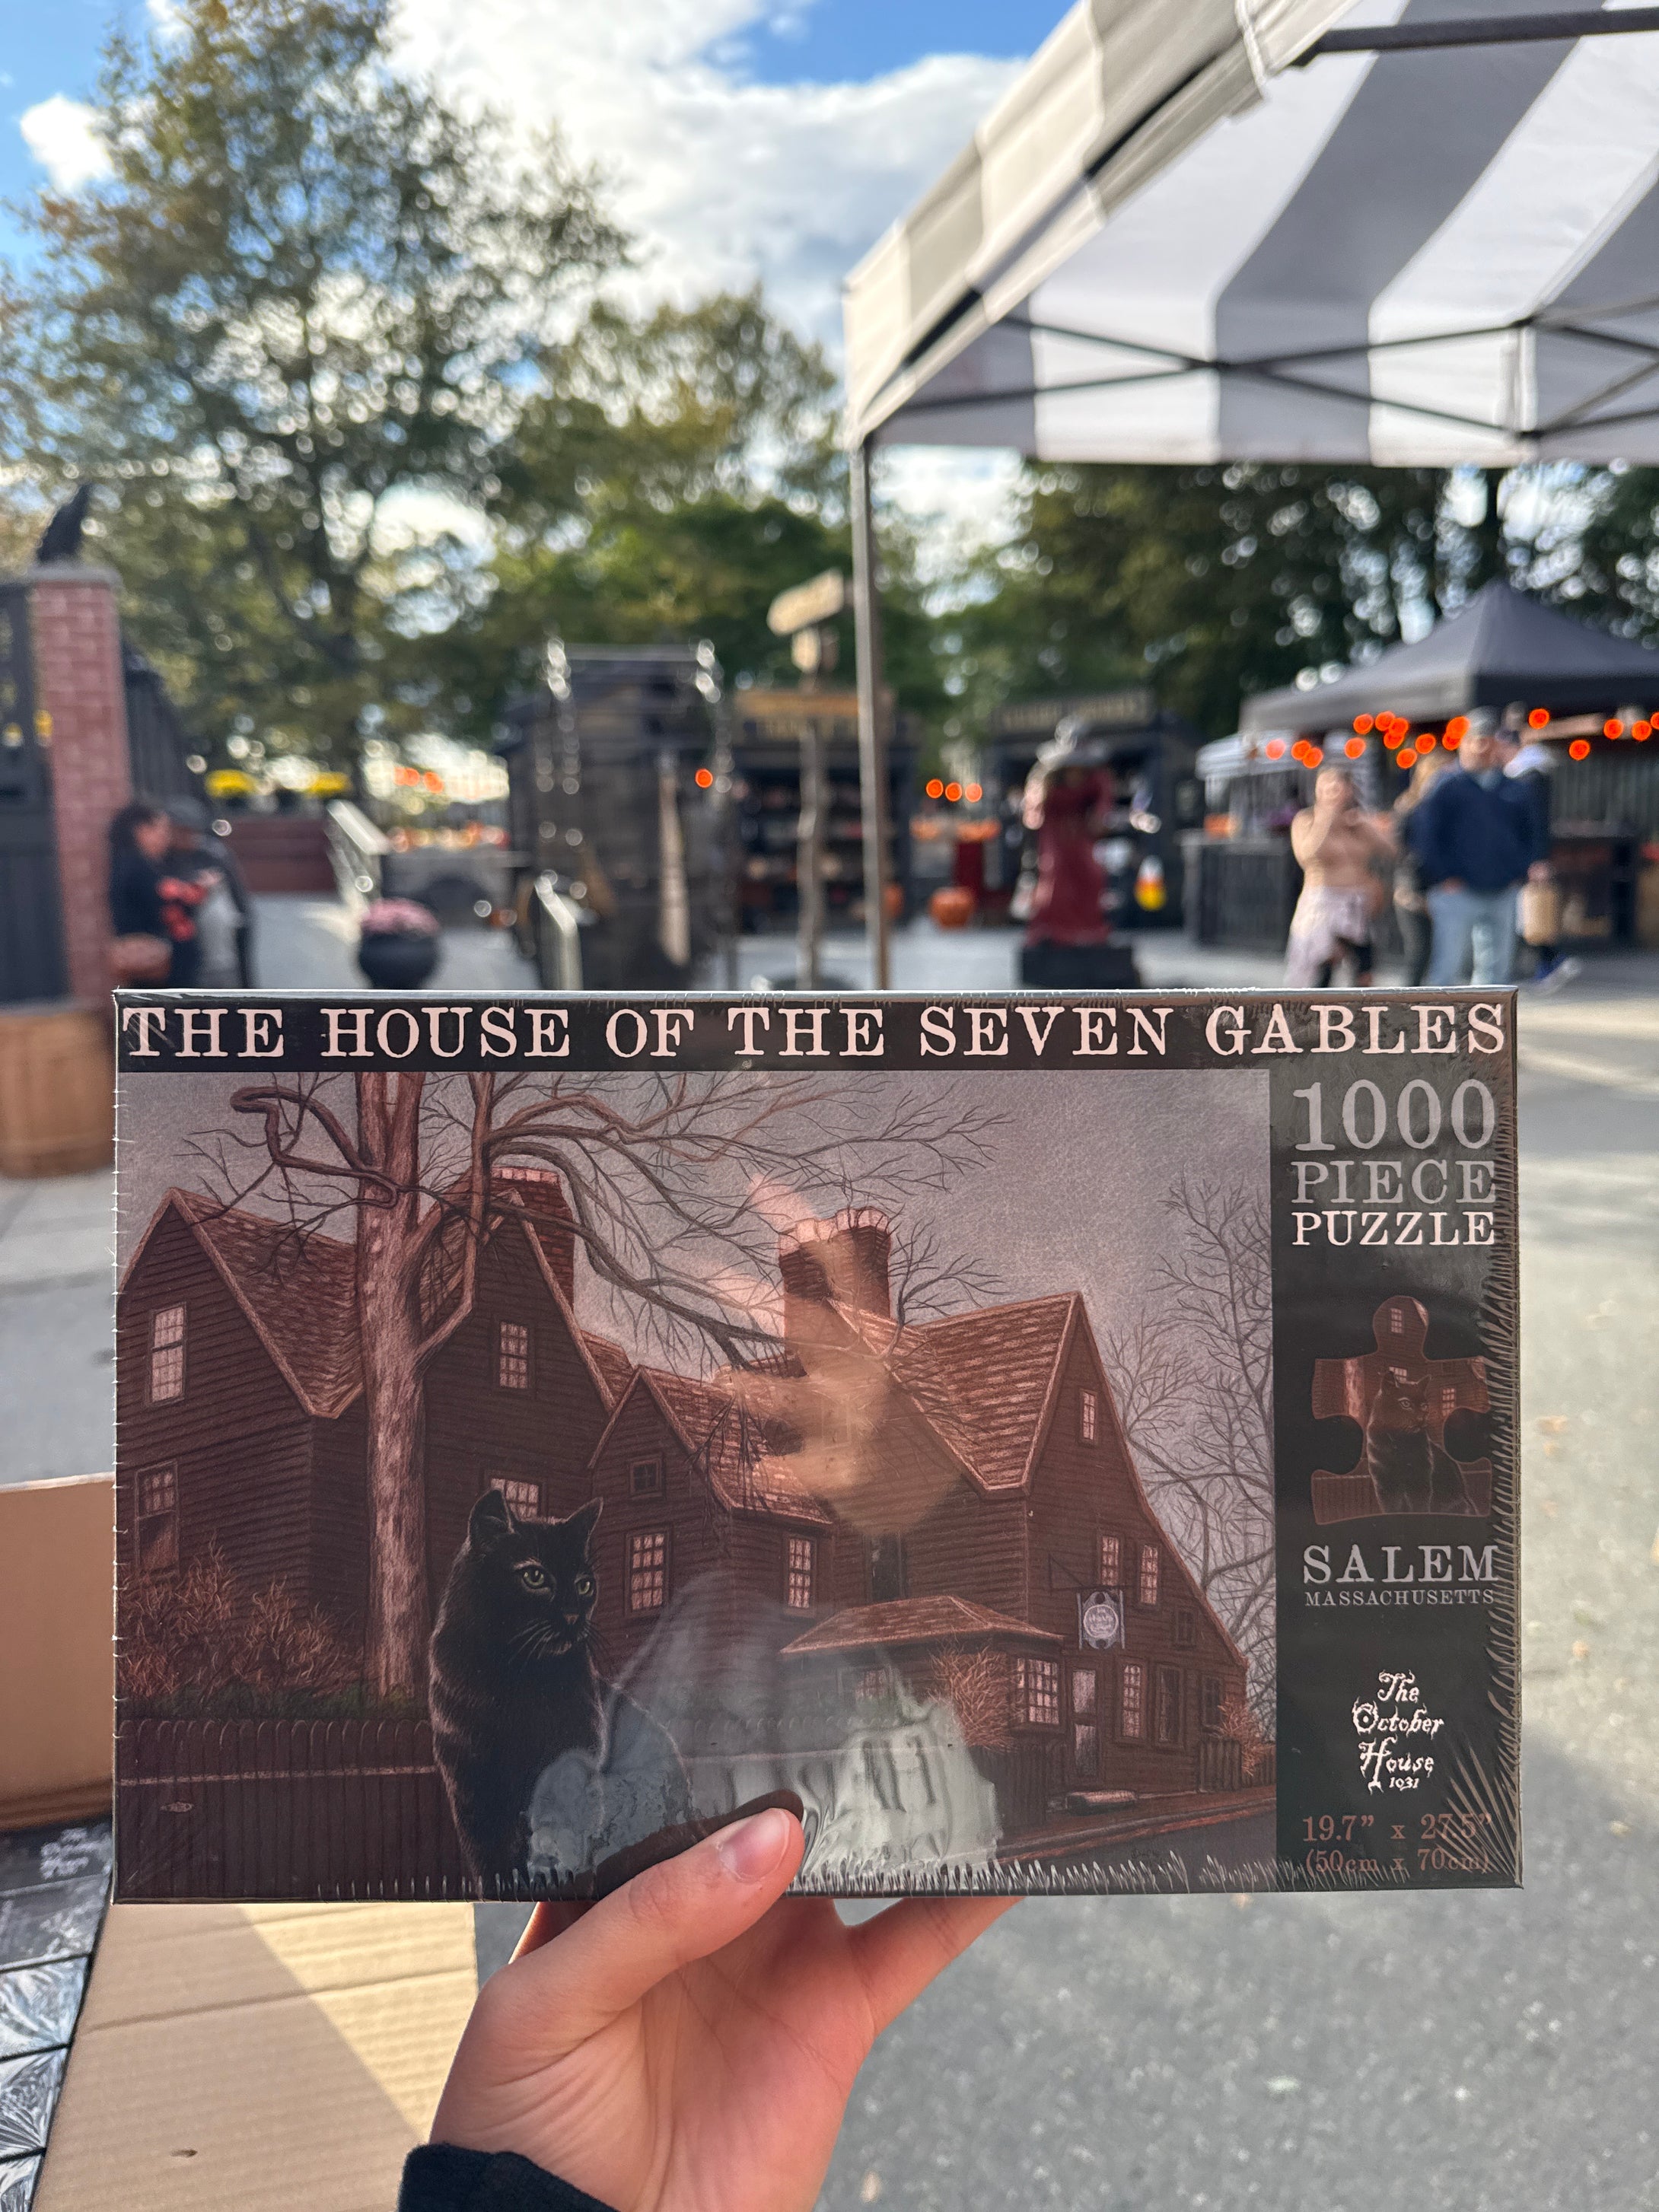 THE HOUSE OF THE SEVEN GABLES
1000
PIECE
PUZZLE
SALEM
MASSACHUSETTS
The
October
House
1031
19.7" x 27.5"
(50cm x 70cm)